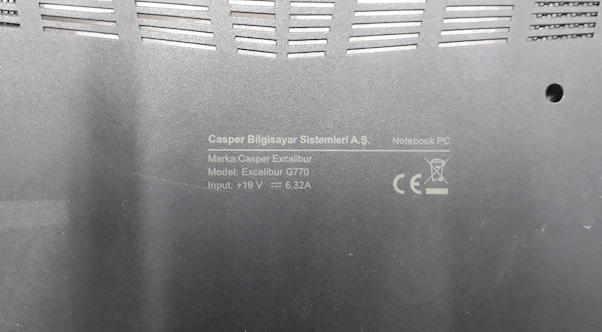 Casper Bilgisayar Sistemleri A.Ş. Notebook PC
Marka:Casper Excalibur
Model: Excalibur G770
Input: +19 V ⎓ 6.32A
CE